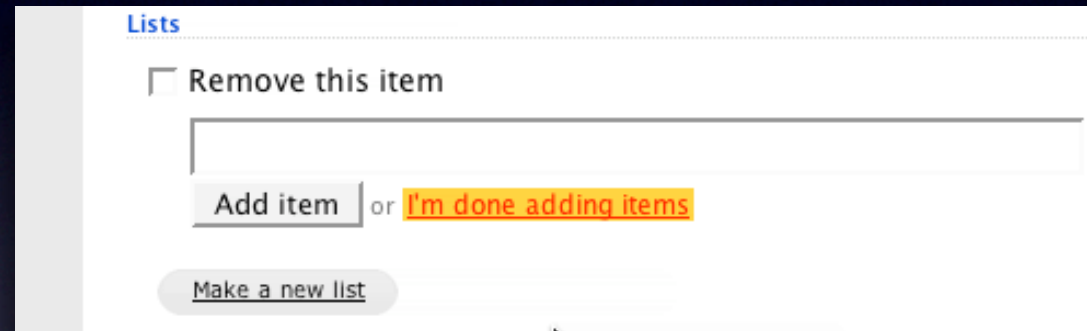 Lists
Remove this item
Add item or I'm done adding items
Make a new list